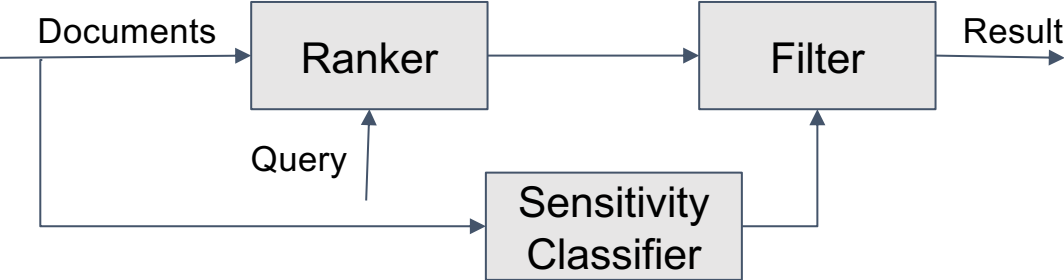 Documents
Ranker
Filter
Result
Query
Sensitivity
Classifier